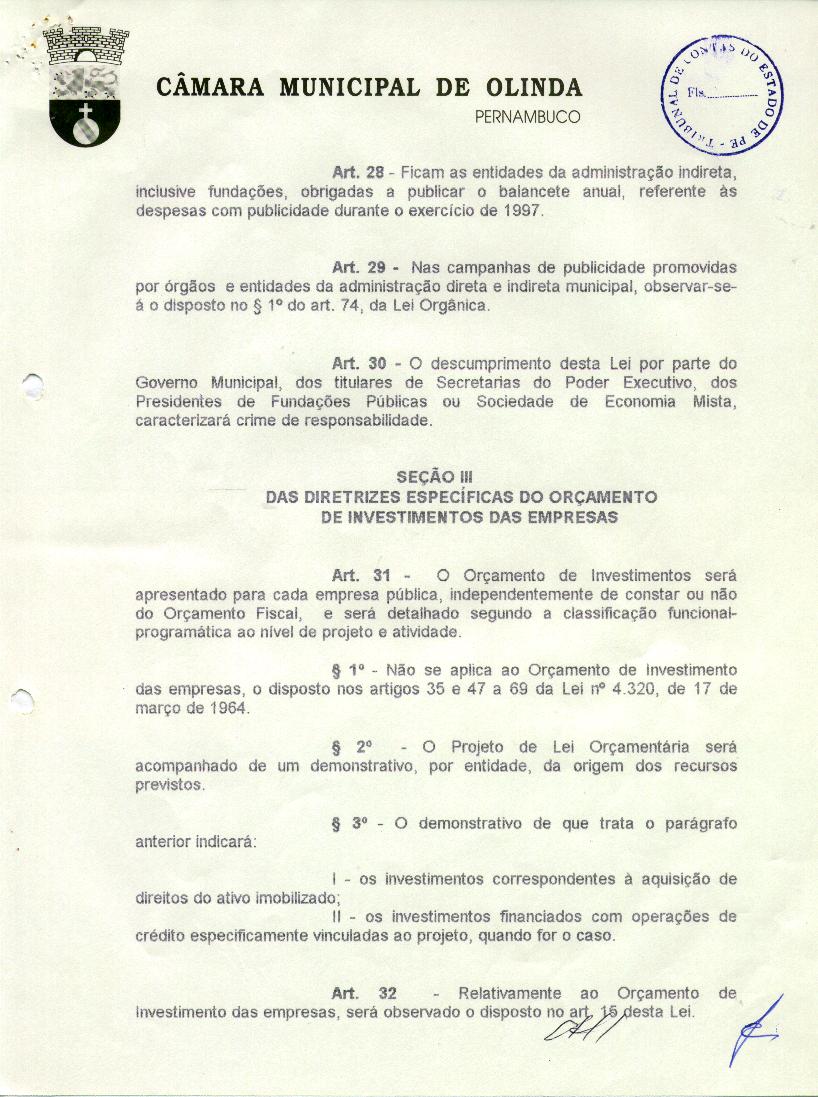 CÂMARA MUNICIPAL DE OLINDA
PERNAMBUCO
TRIBUNAL DE CONTAS DO ESTADO DE PE -
Fls.
Art. 28 - Ficam as entidades da administração indireta,
inclusive fundações, obrigadas a publicar o balancete anual, referente às
despesas com publicidade durante o exercício de 1997.
Art. 29 - Nas campanhas de publicidade promovidas
por órgãos e entidades da administração direta e indireta municipal, observar-se-
á o disposto no § 1º do art. 74, da Lei Orgânica.
Art. 30 - O descumprimento desta Lei por parte do
Governo Municipal, dos titulares de Secretarias do Poder Executivo, dos
Presidentes de Fundações Públicas ou Sociedade de Economia Mista,
caracterizará crime de responsabilidade.
SEÇÃO III
DAS DIRETRIZES ESPECÍFICAS DO ORÇAMENTO
DE INVESTIMENTOS DAS EMPRESAS
Art. 31 - O Orçamento de Investimentos será
apresentado para cada empresa pública, independentemente de constar ou não
do Orçamento Fiscal, e será detalhado segundo a classificação funcional-
programática ao nível de projeto e atividade.
§ 1º - Não se aplica ao Orçamento de Investimento
das empresas, o disposto nos artigos 35 e 47 a 69 da Lei nº 4.320, de 17 de
março de 1964.
§ 2º - O Projeto de Lei Orçamentária será
acompanhado de um demonstrativo, por entidade, da origem dos recursos
previstos.
§ 3º - O demonstrativo de que trata o parágrafo
anterior indicará:
I - os investimentos correspondentes à aquisição de
direitos do ativo imobilizado;
II - os investimentos financiados com operações de
crédito especificamente vinculadas ao projeto, quando for o caso.
Art. 32 - Relativamente ao Orçamento de
Investimento das empresas, será observado o disposto no art. 15 desta Lei.